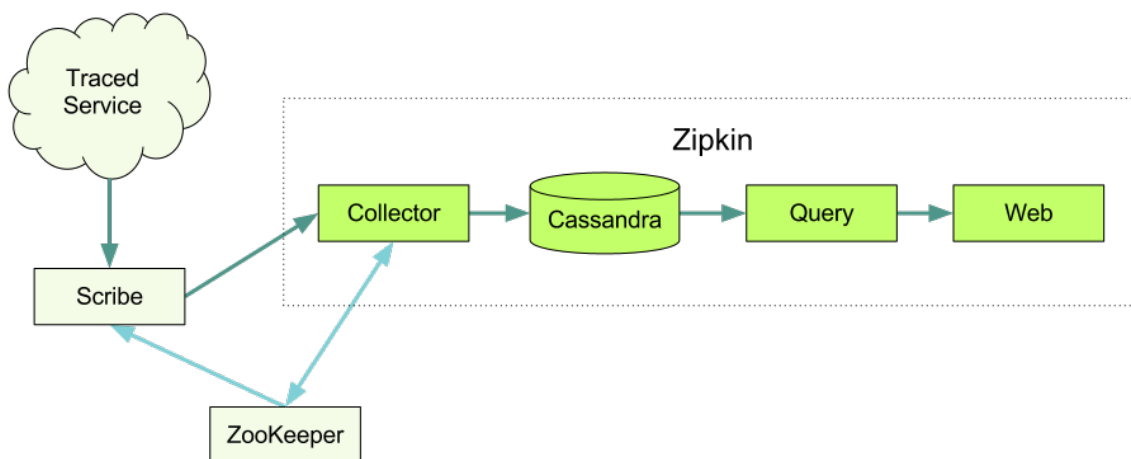 Traced
Service
Zipkin
Collector
Cassandra
Query
Web
Scribe
ZooKeeper